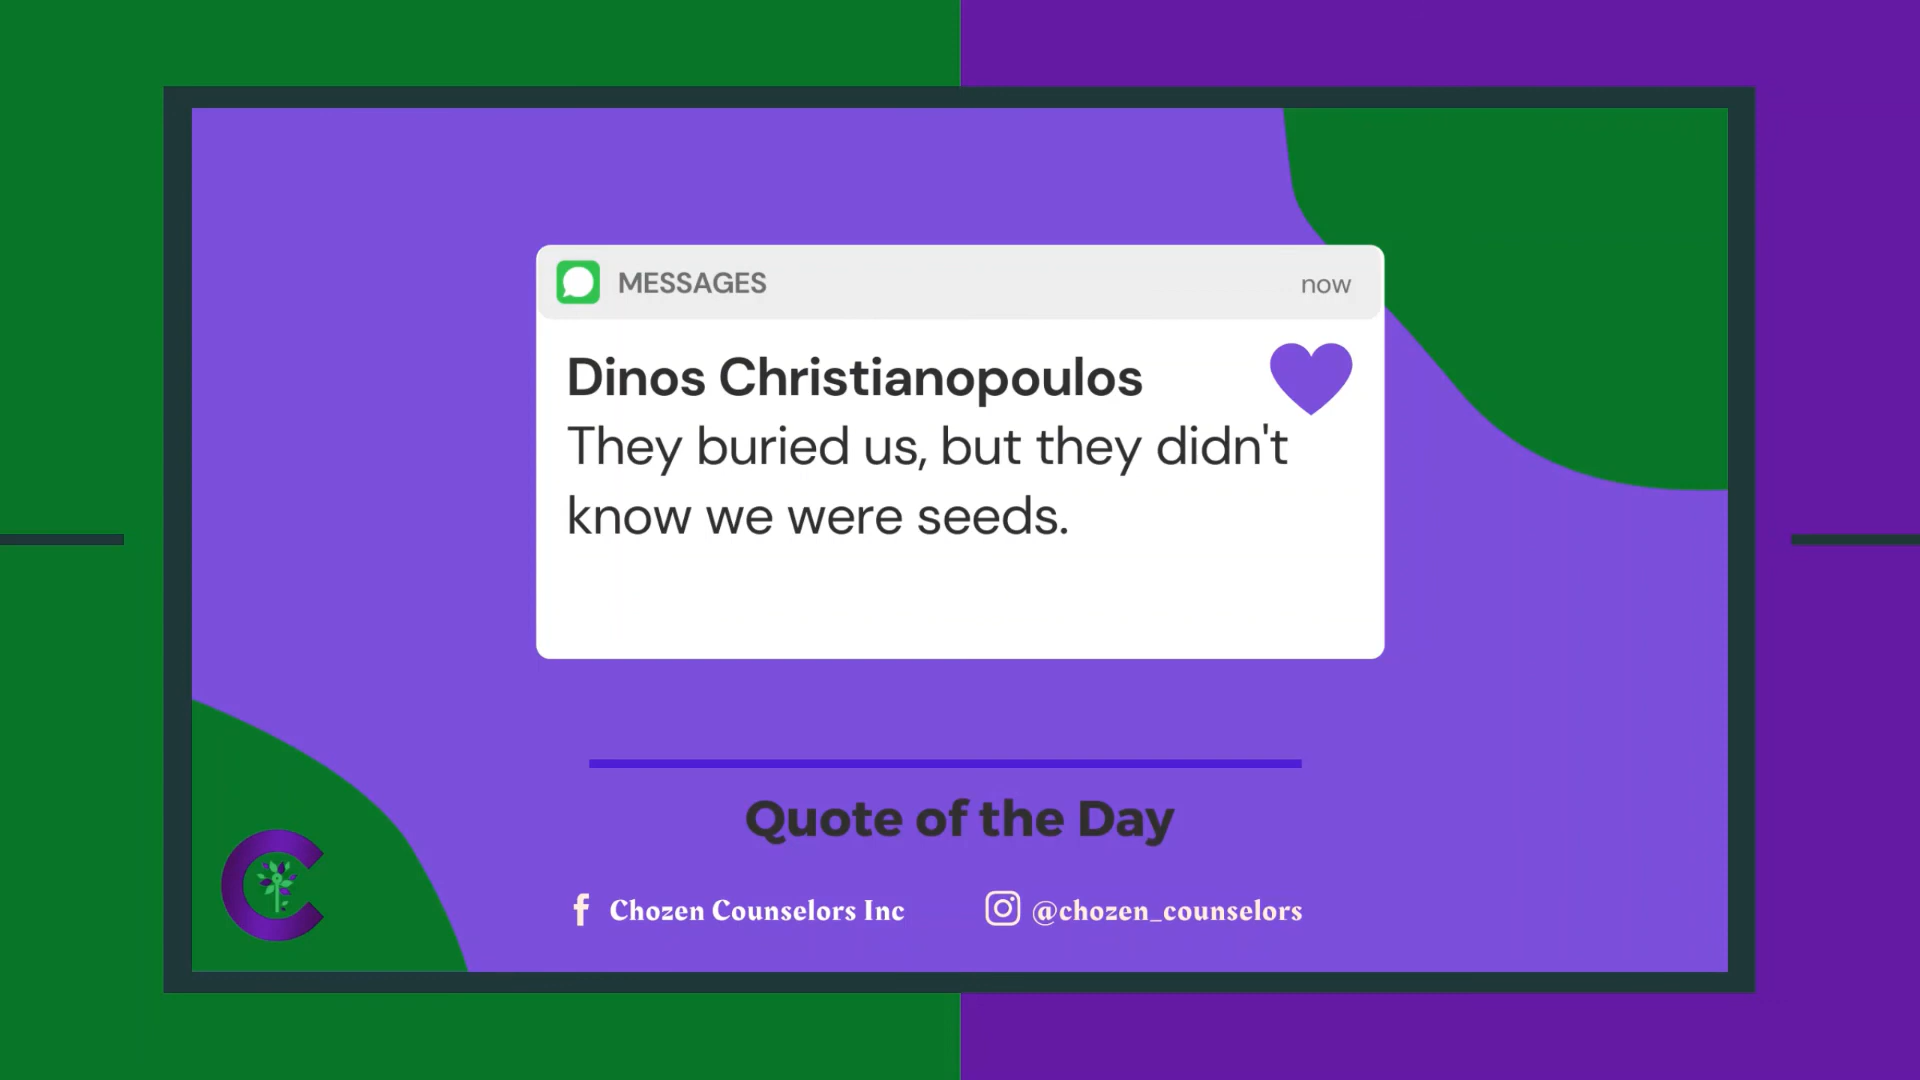 MESSAGES now
Dinos Christianopoulos
They buried us, but they didn't
know we were seeds.
Quote of the Day
Chozen Counselors Inc @chozen_counselors